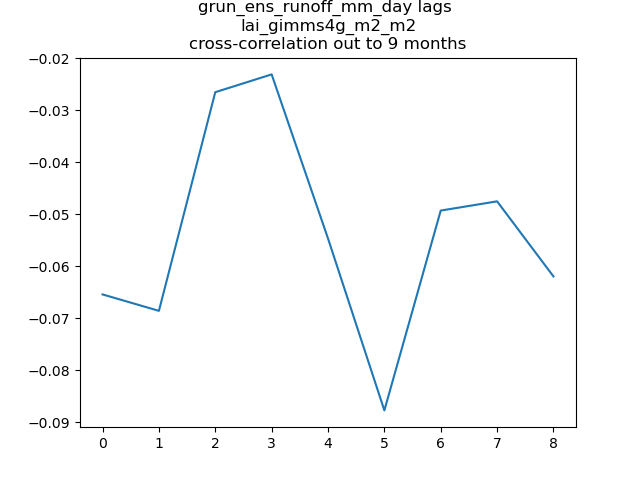 grun_ens_runoff_mm_day lags
lai_gimms4g_m2_m2
cross-correlation out to 9 months
−0.02
−0.03
−0.04
−0.05
−0.06
−0.07
−0.08
−0.09
0 1 2 3 4 5 6 7 8